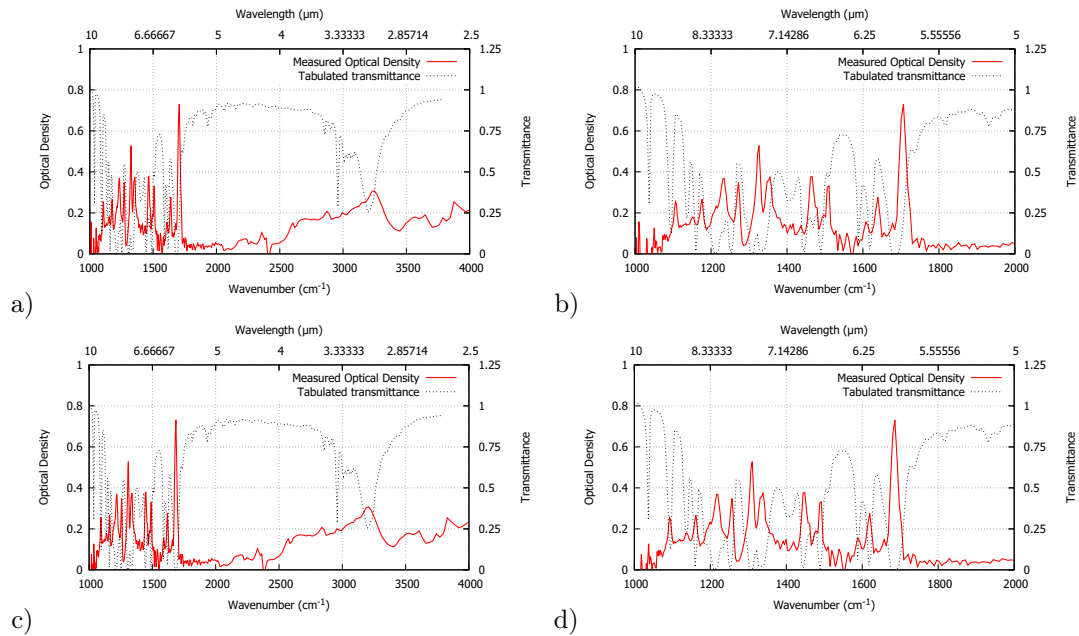 Wavelength (µm)
10 6.66667 5 4 3.33333 2.85714 2.5
1 0.8 0.6 0.4 0.2 0
Optical Density
Measured Optical Density
Tabulated transmittance
1.25 1 0.75 0.5 0.25 0
Transmittance
1000 1500 2000 2500 3000 3500 4000
Wavenumber (cm⁻¹)
a)
Wavelength (µm)
10 8.33333 7.14286 6.25 5.55556 5
1 0.8 0.6 0.4 0.2 0
Optical Density
Measured Optical Density
Tabulated transmittance
1.25 1 0.75 0.5 0.25 0
Transmittance
1000 1200 1400 1600 1800 2000
Wavenumber (cm⁻¹)
b)
Wavelength (µm)
10 6.66667 5 4 3.33333 2.85714 2.5
1 0.8 0.6 0.4 0.2 0
Optical Density
Measured Optical Density
Tabulated transmittance
1.25 1 0.75 0.5 0.25 0
Transmittance
1000 1500 2000 2500 3000 3500 4000
Wavenumber (cm⁻¹)
c)
Wavelength (µm)
10 8.33333 7.14286 6.25 5.55556 5
1 0.8 0.6 0.4 0.2 0
Optical Density
Measured Optical Density
Tabulated transmittance
1.25 1 0.75 0.5 0.25 0
Transmittance
1000 1200 1400 1600 1800 2000
Wavenumber (cm⁻¹)
d)